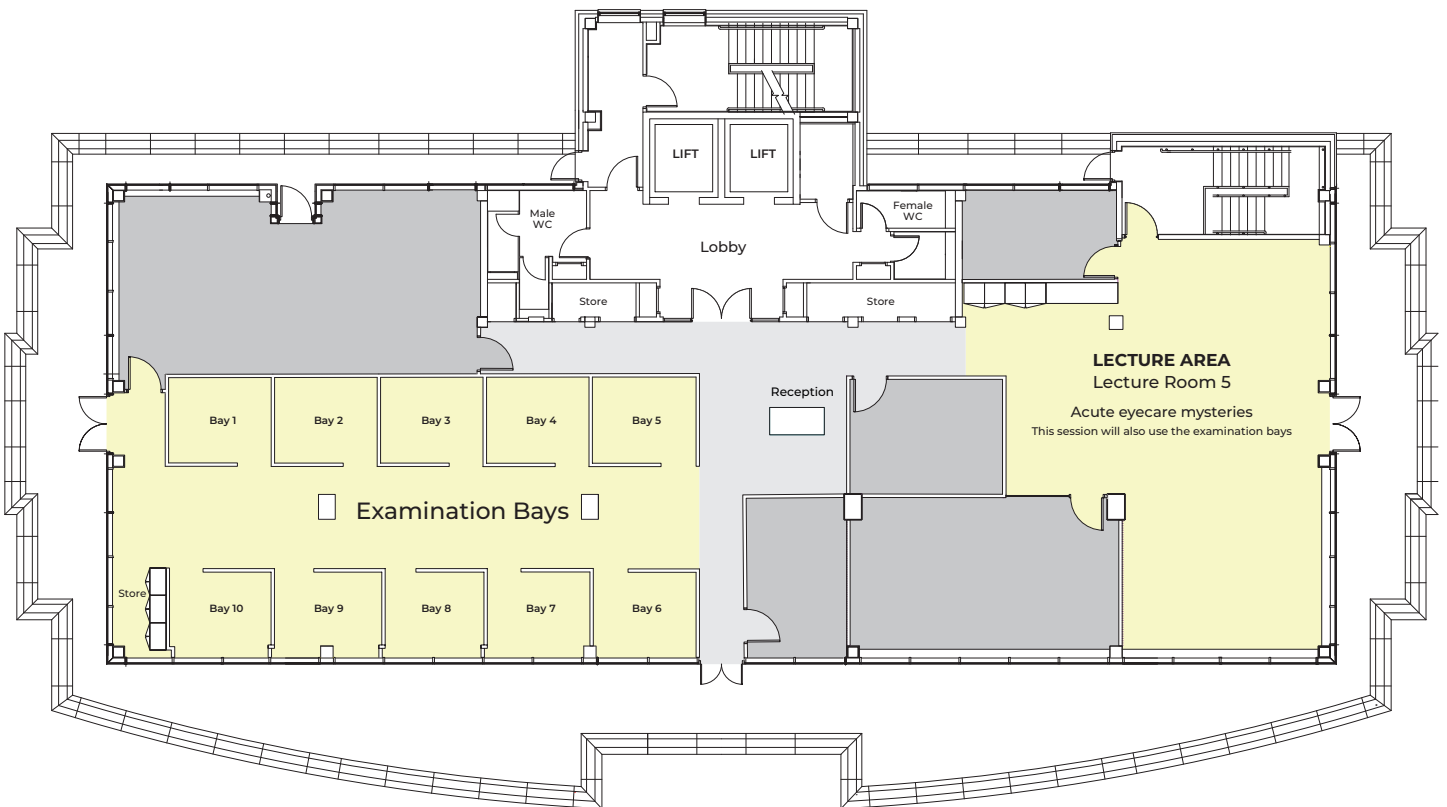 LIFT
LIFT
Male
WC
Female
WC
Lobby
Store
Store
LECTURE AREA
Lecture Room 5
Acute eyecare mysteries
This session will also use the examination bays
Reception
Bay 1
Bay 2
Bay 3
Bay 4
Bay 5
Examination Bays
Store
Bay 10
Bay 9
Bay 8
Bay 7
Bay 6